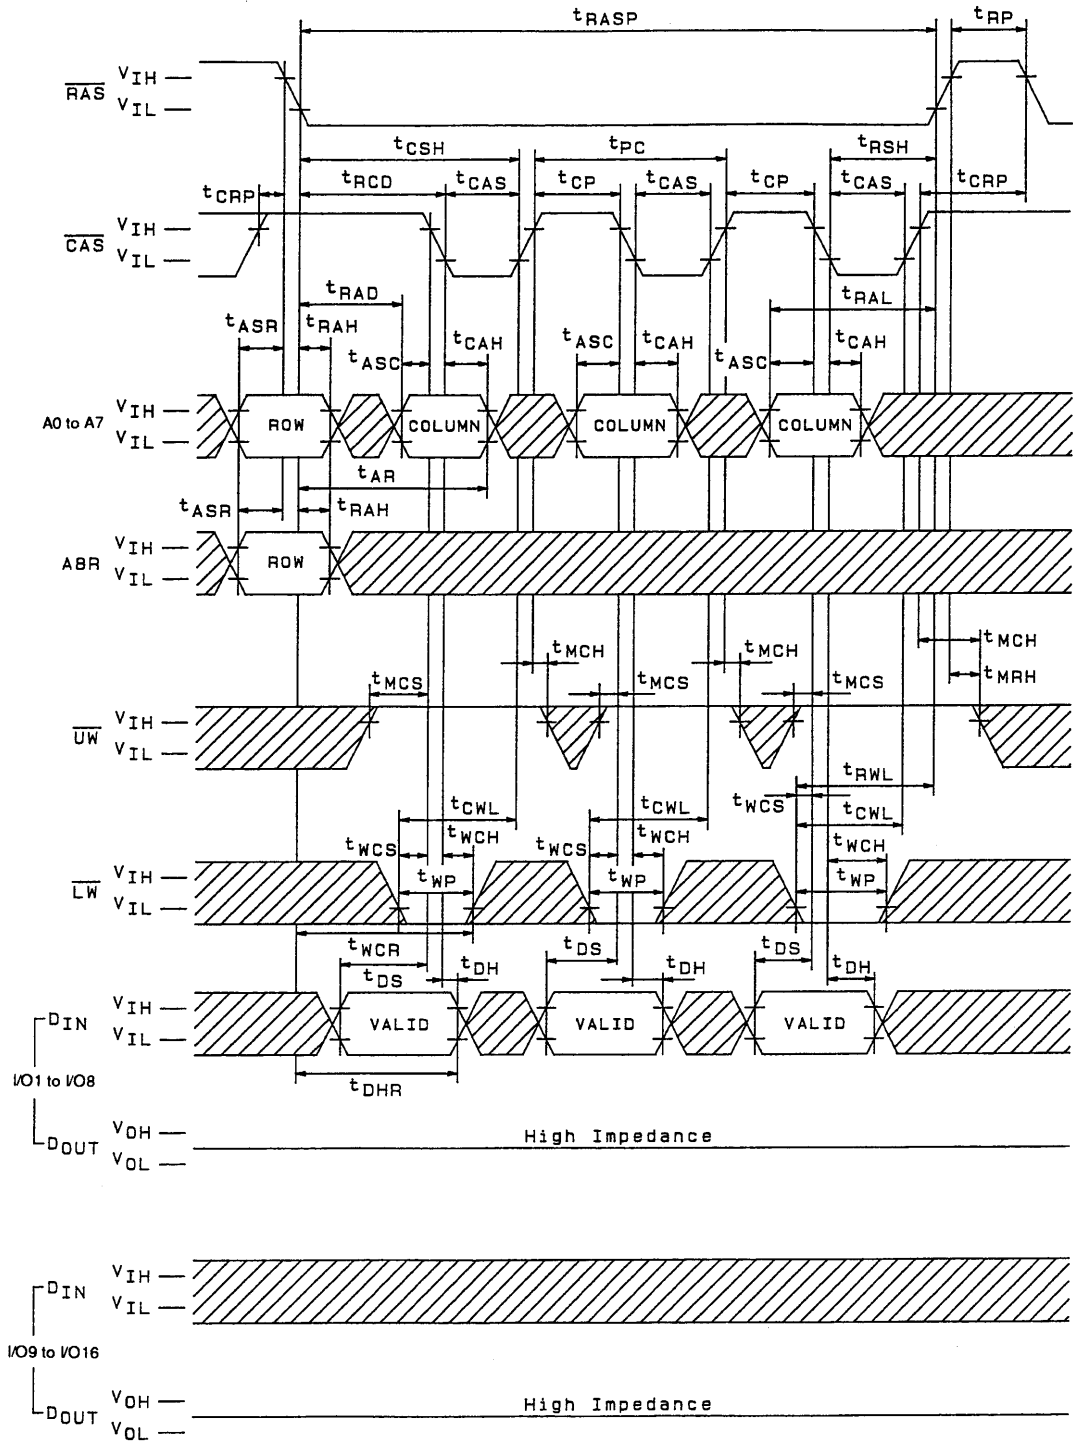 tRASP
tRP
RAS
VIH
VIL
tCSH
tPC
tRSH
tCRP
tRCD
tCAS
tCP
tCAS
tCP
tCAS
tCRP
CAS
VIH
VIL
tRAD
tRAL
tASR
tRAH
tASC
tCAH
tASC
tCAH
tASC
tCAH
A0 to A7
VIH
VIL
ROW
COLUMN
COLUMN
COLUMN
tAR
tASR
tRAH
A8R
VIH
VIL
ROW
tMCH
tMCH
tMCH
tMRH
tMCS
tMCS
tMCS
UW
VIH
VIL
tRWL
tWCS
tCWL
tCWL
tCWL
tWCS
tWCH
tWCS
tWCH
tWCH
LW
VIH
VIL
tWP
tWP
tWP
tWCR
tDS
tDH
tDS
tDH
tDS
tDH
DIN
VIH
VIL
VALID
VALID
VALID
I/O1 to I/O8
tDHR
DOUT
VOH
VOL
High Impedance
DIN
VIH
VIL
I/O9 to I/O16
DOUT
VOH
VOL
High Impedance